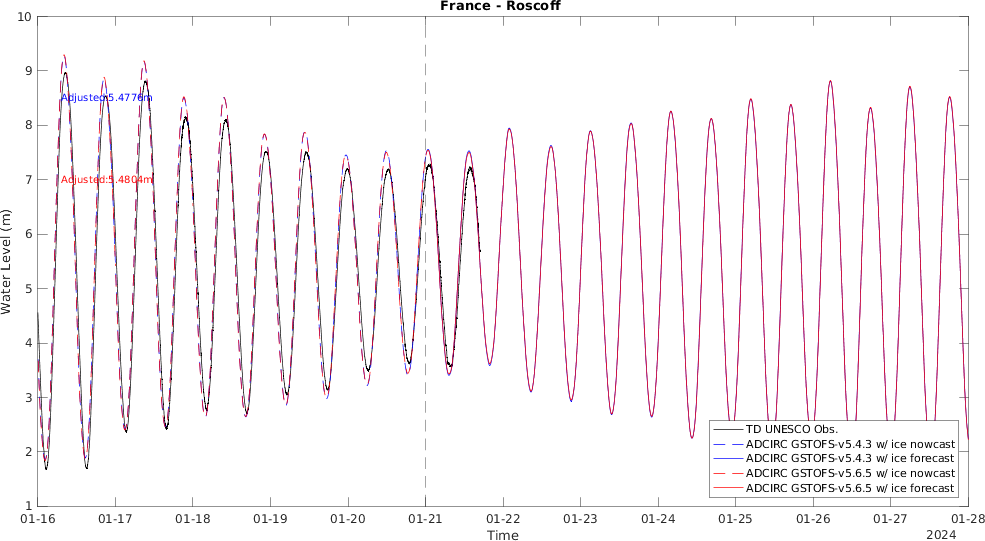 France - Roscoff
10
9
8
7
6
5
4
3
2
1
Water Level (m)
Adjusted:5.4776m
Adjusted:5.4804m
TD UNESCO Obs.
ADCIRC GSTOFS-v5.4.3 w/ ice nowcast
ADCIRC GSTOFS-v5.4.3 w/ ice forecast
ADCIRC GSTOFS-v5.6.5 w/ ice nowcast
ADCIRC GSTOFS-v5.6.5 w/ ice forecast
01-16 01-17 01-18 01-19 01-20 01-21 01-22 01-23 01-24 01-25 01-26 01-27 01-28
Time
2024